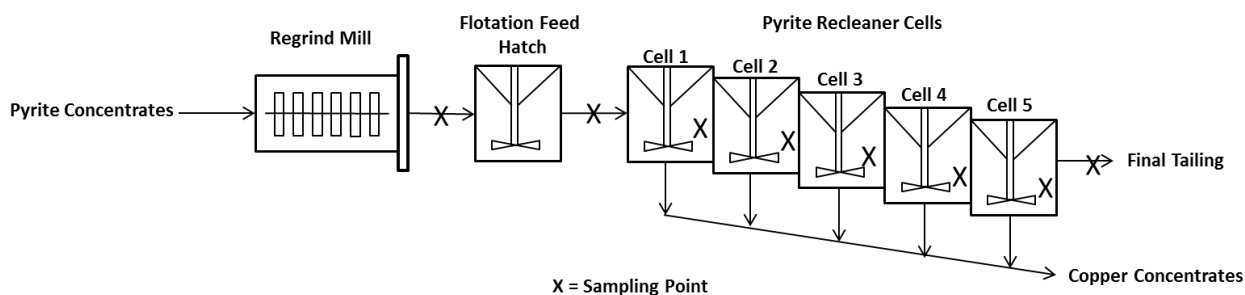 Regrind Mill
Flotation Feed
Hatch
Pyrite Recleaner Cells
Cell 1
Cell 2
Cell 3
Cell 4
Cell 5
Pyrite Concentrates
X
X
X
X
X
X
X
X
Final Tailing
Copper Concentrates
X = Sampling Point